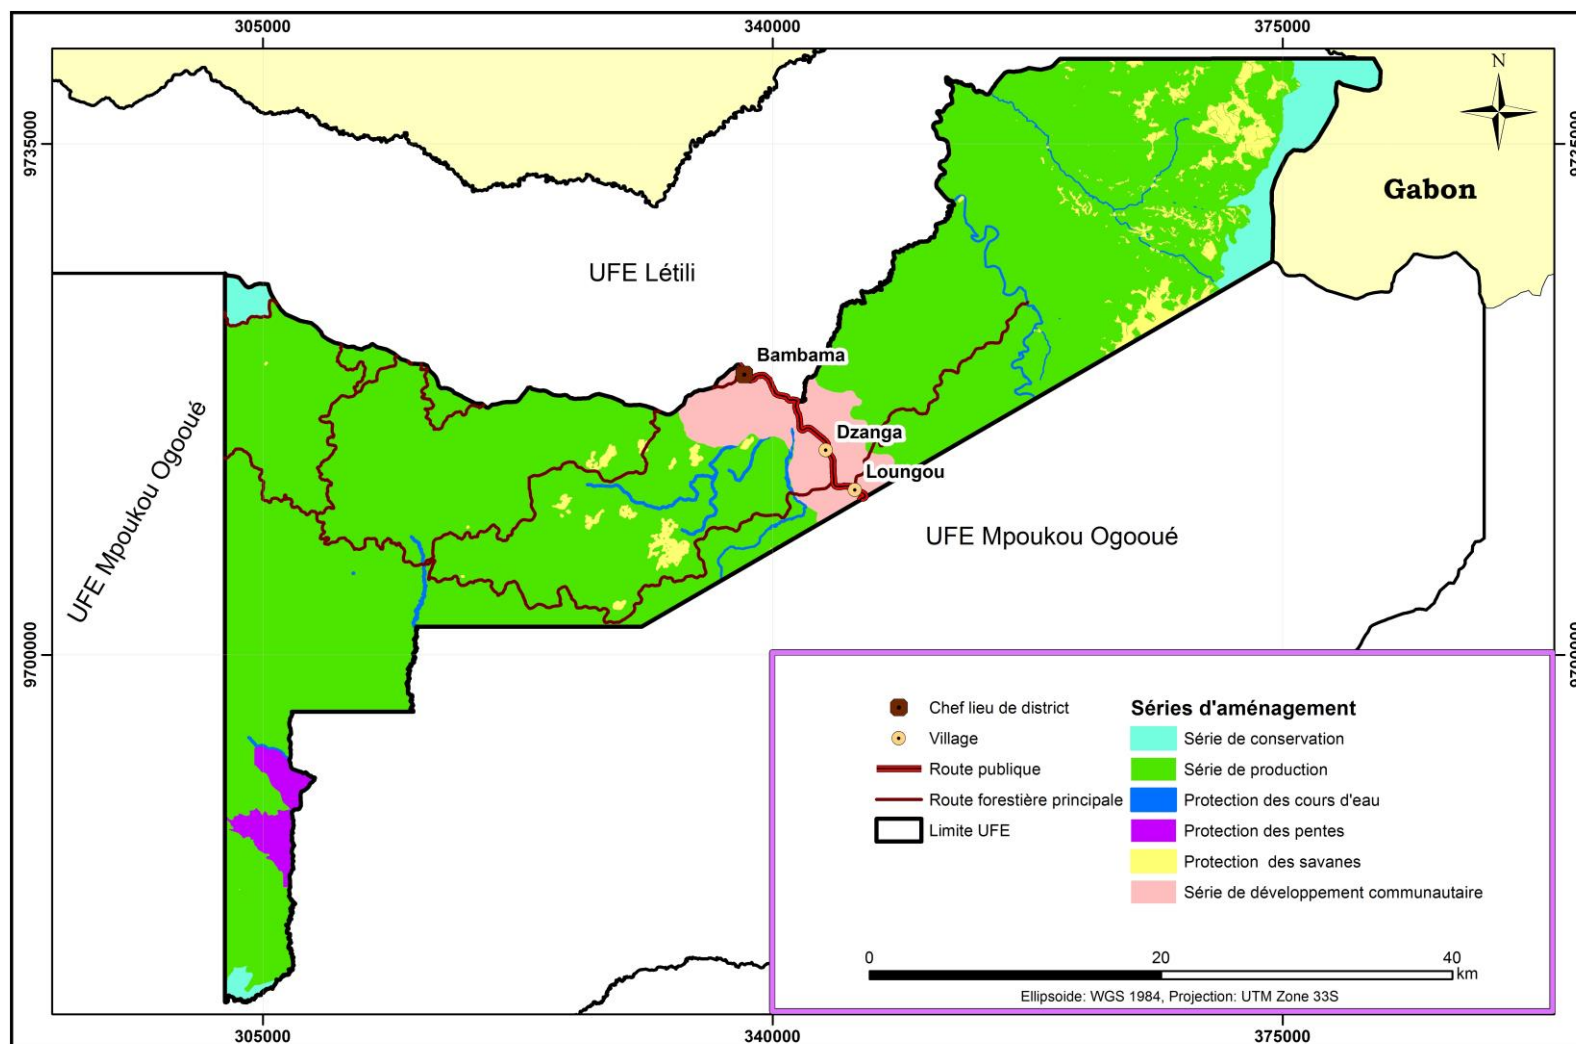 305000
340000
375000
N
9735000
9735000
Gabon
UFE Létili
Bambama
UFE Mpoukou Ogooué
Dzanga
Loungou
UFE Mpoukou Ogooué
9700000
9700000
Chef lieu de district
Village
Route publique
Route forestière principale
Limite UFE
Séries d'aménagement
Série de conservation
Série de production
Protection des cours d'eau
Protection des pentes
Protection des savanes
Série de développement communautaire
0 20 40
km
Ellipsoide: WGS 1984, Projection: UTM Zone 33S
305000
340000
375000